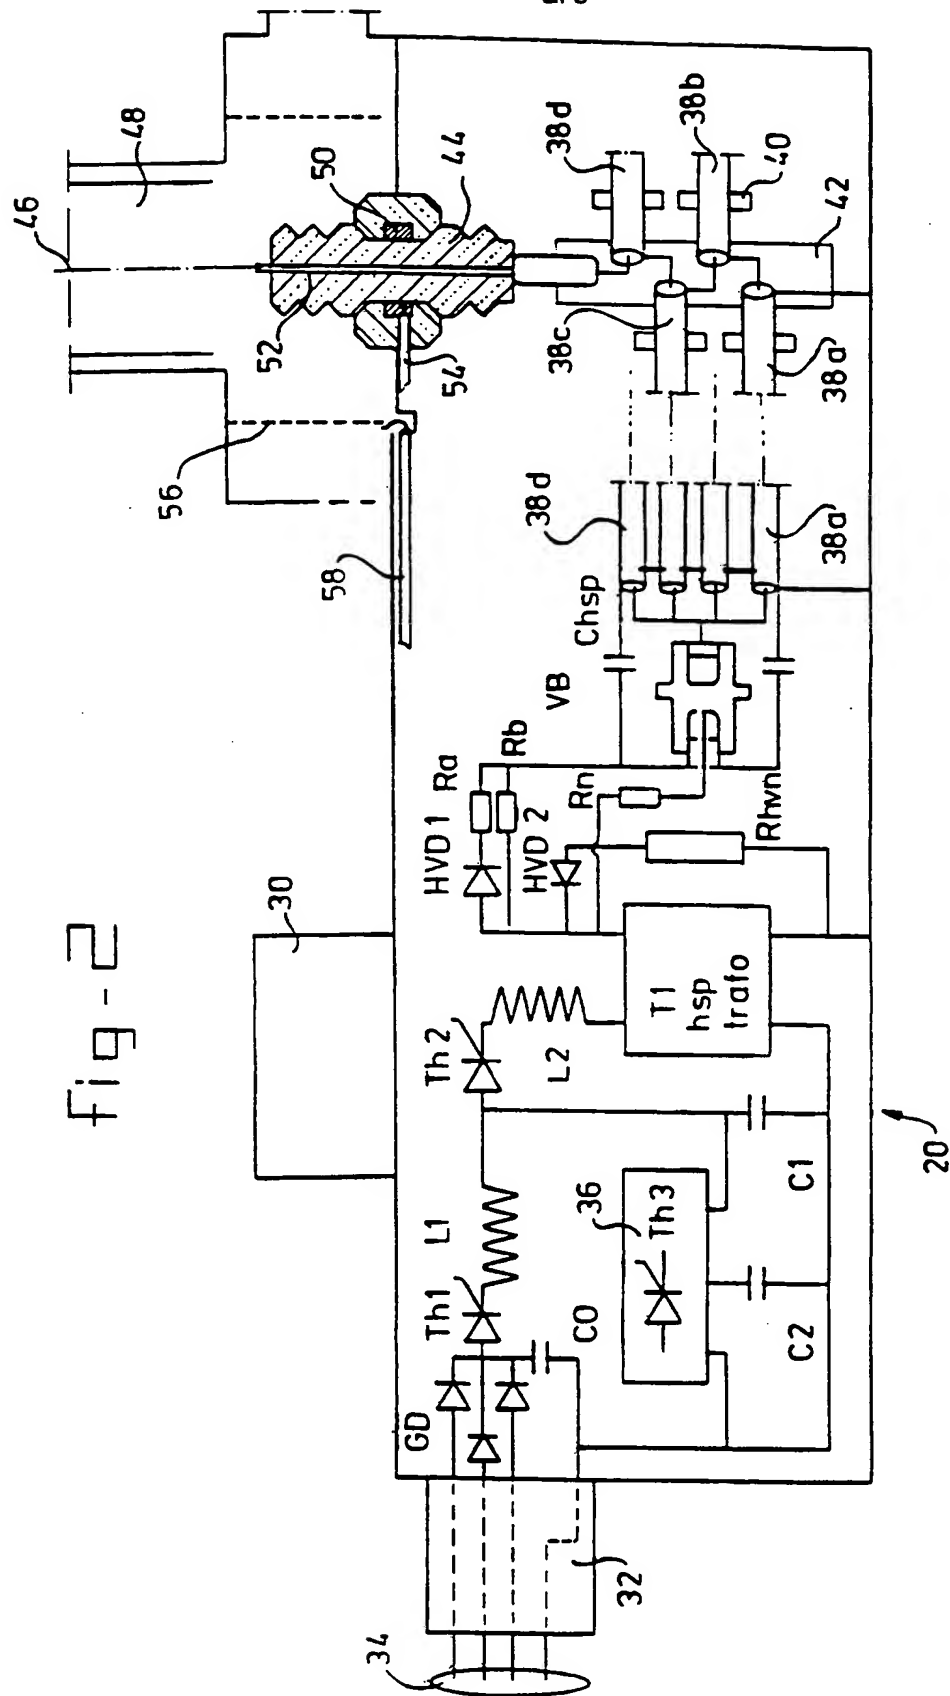 Fig-2
46
48
50
44
52
54
56
58
38d
38b
40
42
38c
38a
38d
38a
Chsp
VB
Ra
Rb
Rn
Rhvn
HVD1
HVD2
30
T1
hsp
trafo
Th2
L2
L1
Th1
36
Th3
C1
C2
C0
GD
32
34
20